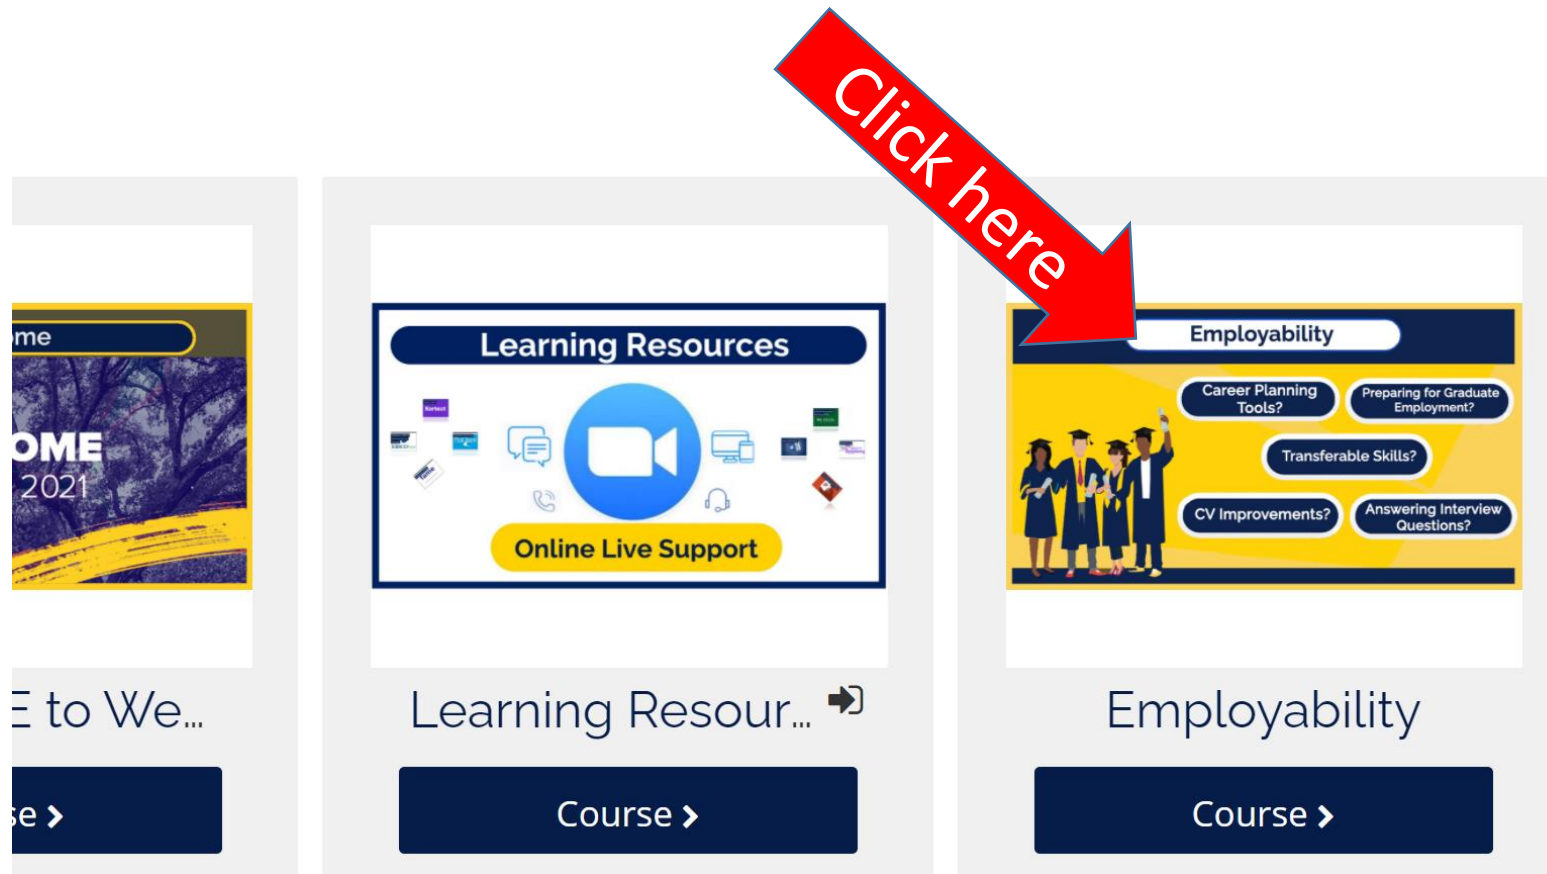 Click here
ome
OME
2021
E to We...
se
Learning Resources
Online Live Support
Learning Resour...
Course
Employability
Career Planning
Tools?
Preparing for Graduate
Employment?
Transferable Skills?
CV Improvements?
Answering Interview
Questions?
Employability
Course